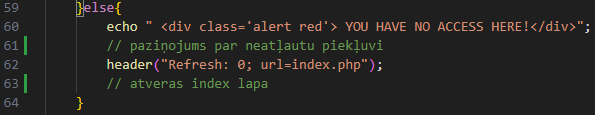 59 }else{
60 echo " <div class='alert red'> YOU HAVE NO ACCESS HERE!</div>";
61 // paziņojums par neatļautu piekļuvi
62 header("Refresh: 0; url=index.php");
63 // atveras index lapa
64 }